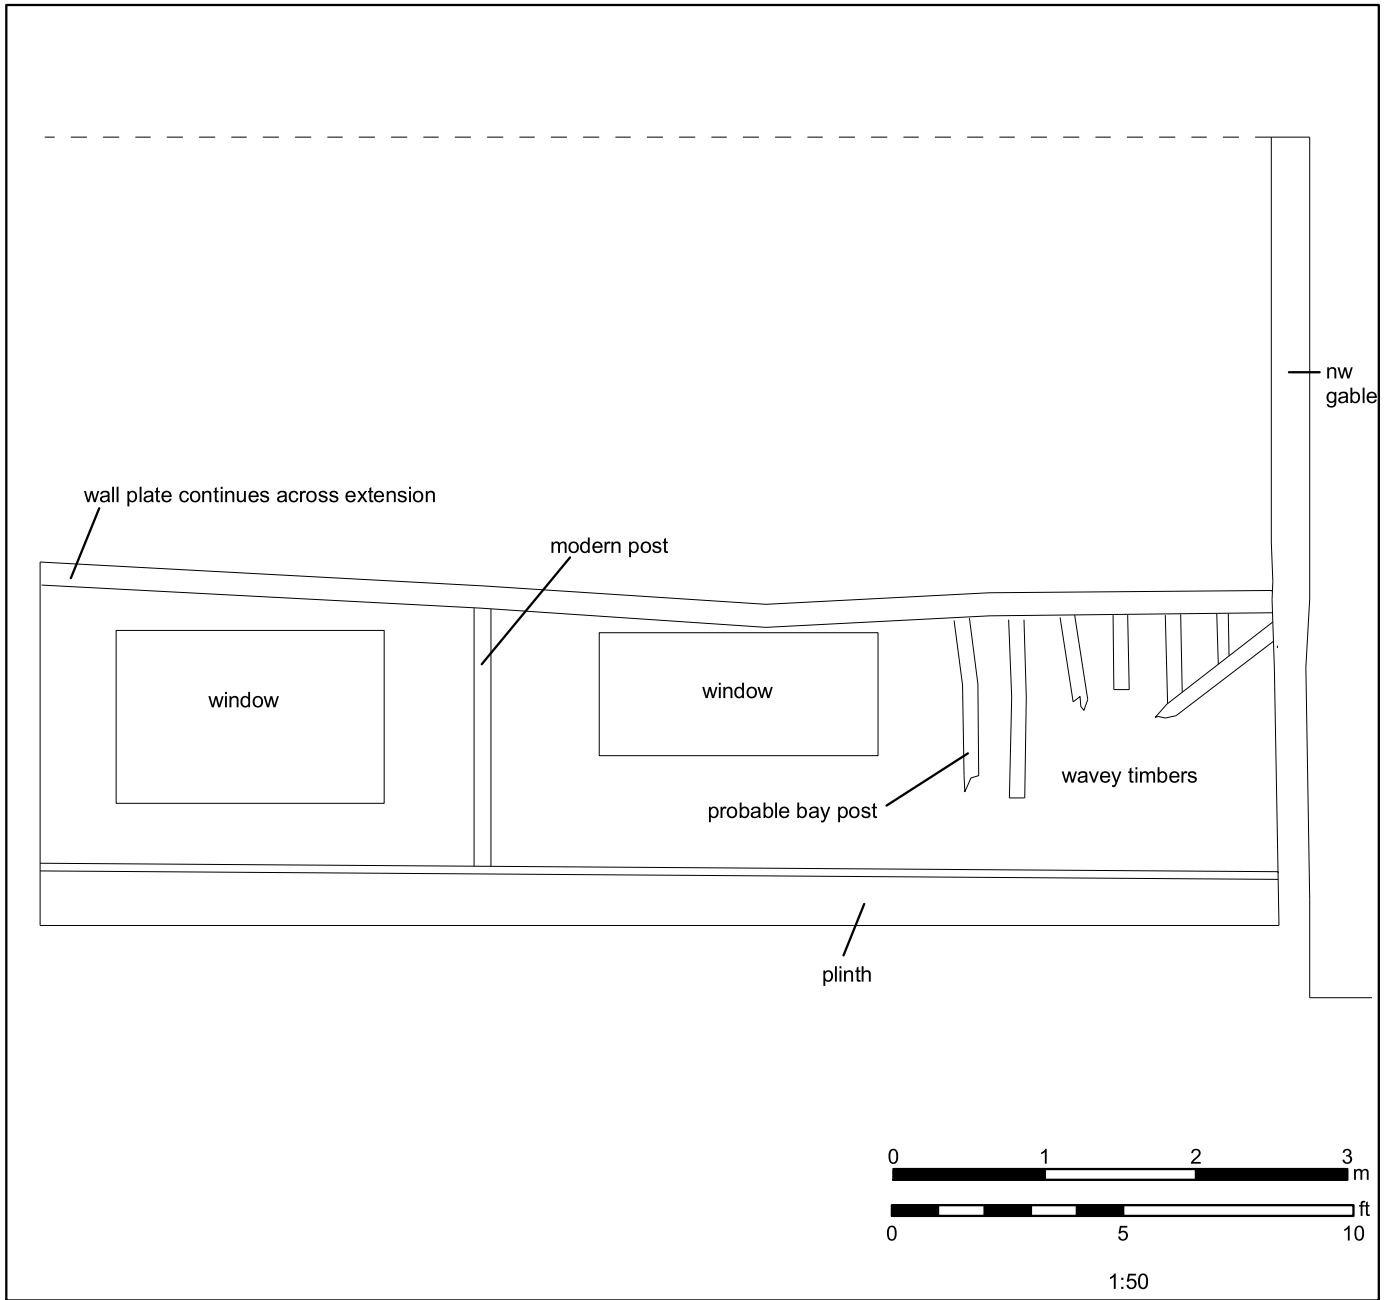 nw
gable
wall plate continues across extension
modern post
window
window
wavey timbers
probable bay post
plinth
0 1 2 3
m
ft
0 5 10
1:50